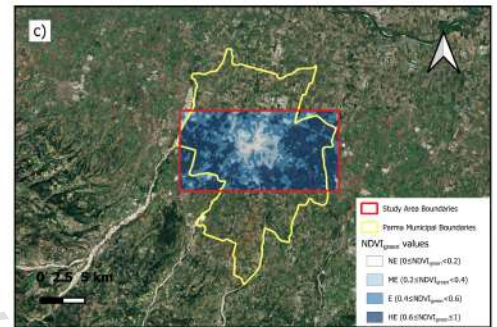 c)
0 2.5 5 km
Study Area Boundaries
Parma Municipal Boundaries
NDVIgreen values
NE (0≤NDVIgreen<0.2)
ME (0.2≤NDVIgreen<0.4)
E (0.4≤NDVIgreen<0.6)
HE (0.6≤NDVIgreen≤1)